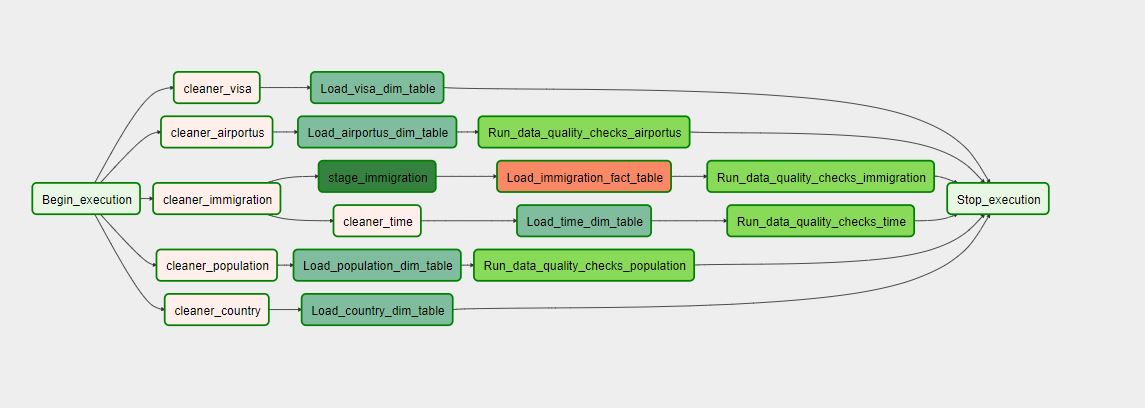 cleaner_visa
Load_visa_dim_table
cleaner_airportus
Load_airportus_dim_table
Run_data_quality_checks_airportus
stage_immigration
Load_immigration_fact_table
Run_data_quality_checks_immigration
Begin_execution
cleaner_immigration
Stop_execution
cleaner_time
Load_time_dim_table
Run_data_quality_checks_time
cleaner_population
Load_population_dim_table
Run_data_quality_checks_population
cleaner_country
Load_country_dim_table